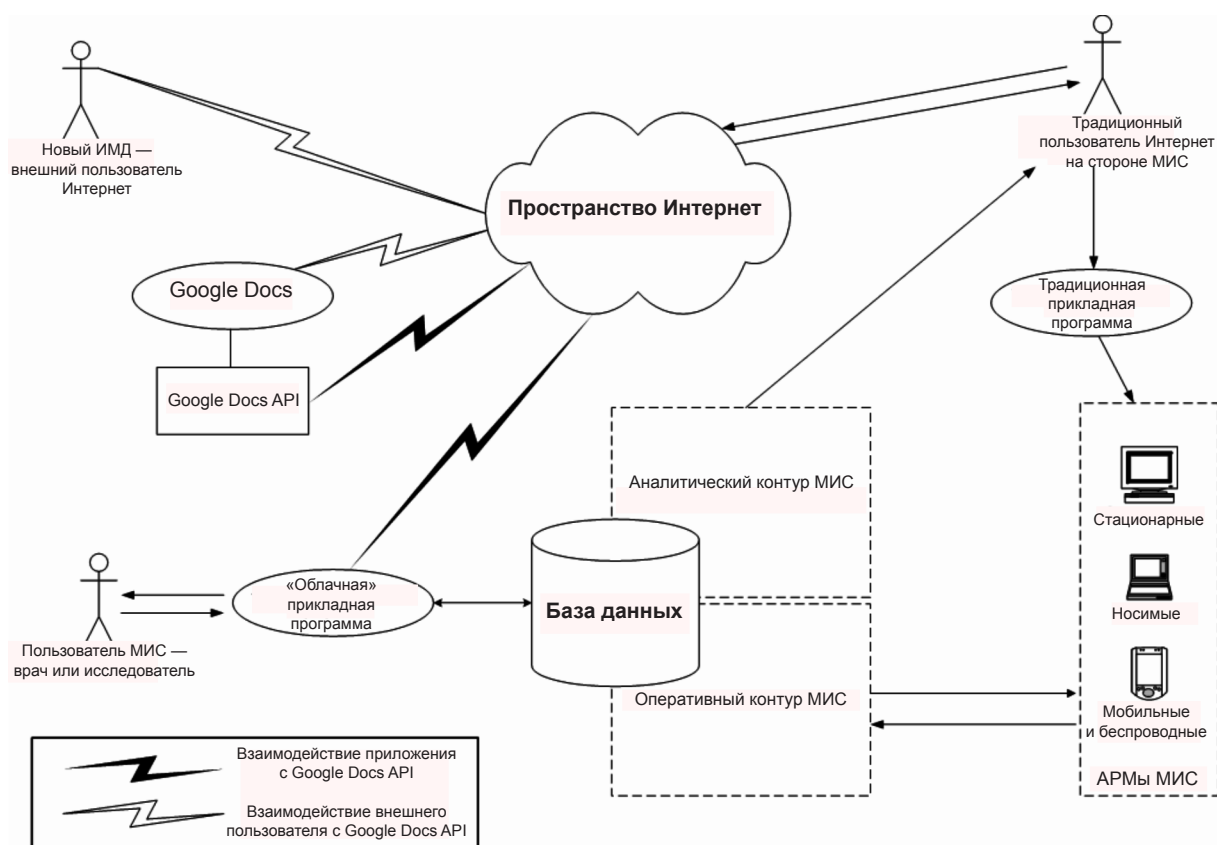 Новый ИМД —
внешний пользователь
Интернет
Пространство Интернет
Традиционный
пользователь Интернет
на стороне МИС
Google Docs
Традиционная
прикладная
программа
Google Docs API
Аналитический контур МИС
Стационарные
«Облачная»
прикладная
программа
База данных
Носимые
Пользователь МИС —
врач или исследователь
Оперативный контур МИС
Мобильные
и беспроводные
АРМы МИС
Взаимодействие приложения
с Google Docs API
Взаимодействие внешнего
пользователя с Google Docs API